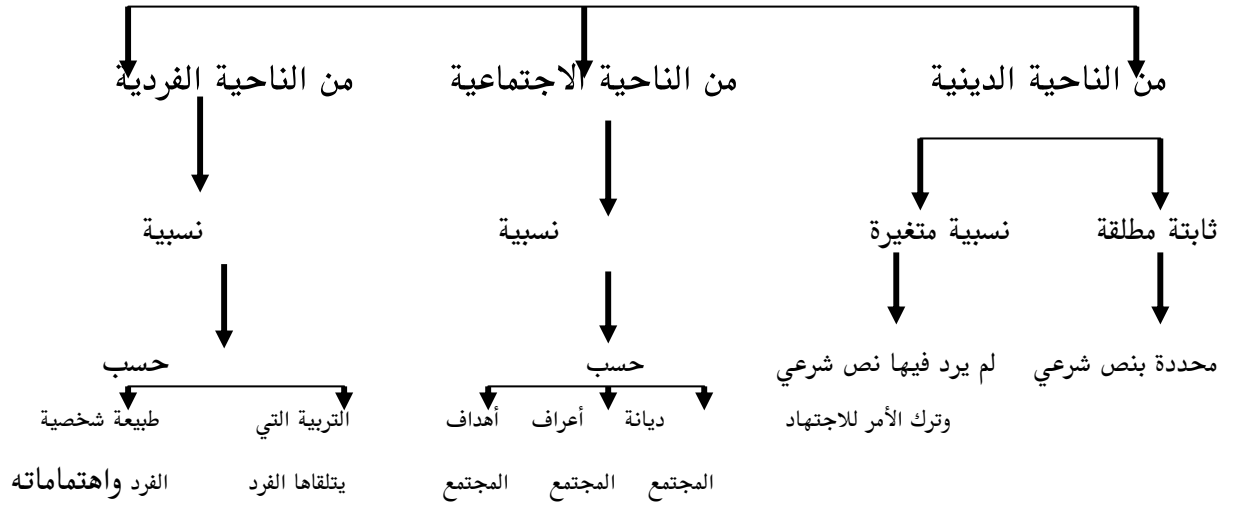 من الناحية الدينية من الناحية الاجتماعية من الناحية الفردية
ثابتة مطلقة نسبية متغيرة نسبية نسبية
محددة بنص شرعي لم يرد فيها نص شرعي حسب حسب
وترك الأمر للاجتهاد ديانة أعراف أهداف التربية التي طبيعة شخصية
المجتمع المجتمع المجتمع يتلقاها الفرد الفرد واهتماماته